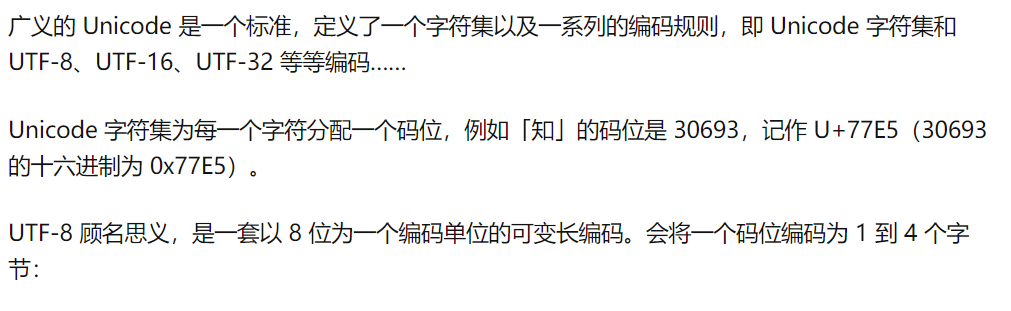 广义的 Unicode 是一个标准，定义了一个字符集以及一系列的编码规则，即 Unicode 字符集和
UTF-8、UTF-16、UTF-32 等等编码……
Unicode 字符集为每一个字符分配一个码位，例如「知」的码位是 30693，记作 U+77E5（30693
的十六进制为 0x77E5）。
UTF-8 顾名思义，是一套以 8 位为一个编码单位的可变长编码。会将一个码位编码为 1 到 4 个字
节：